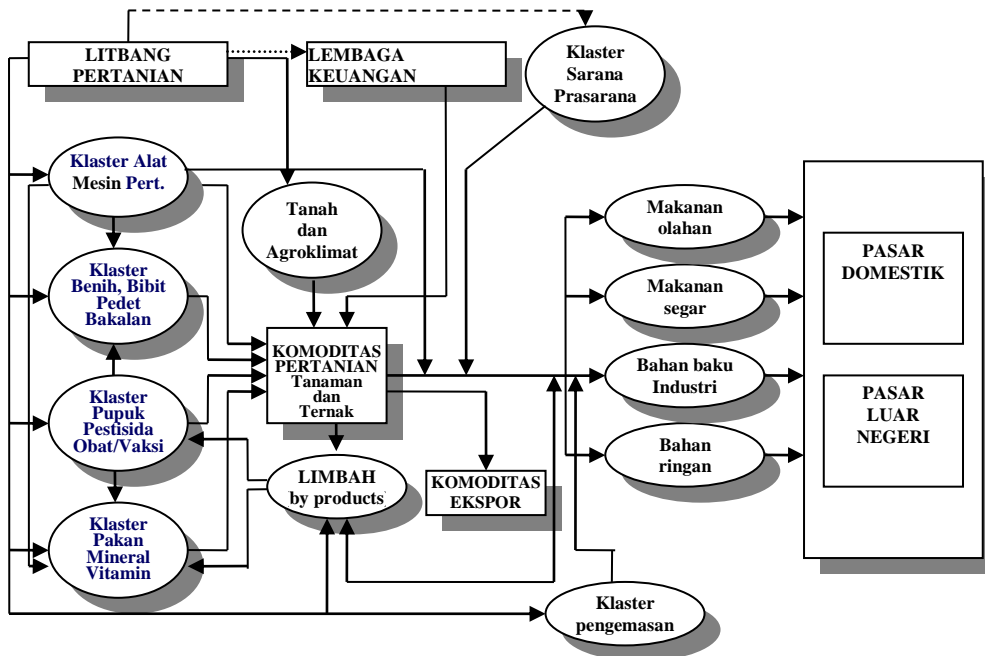 LITBANG
PERTANIAN
LEMBAGA
KEUANGAN
Klaster
Sarana
Prasarana
Klaster Alat
Mesin Pert.
Tanah
dan
Agroklimat
Klaster
Benih, Bibit
Pedet
Bakalan
KOMODITAS
PERTANIAN
Tanaman
dan
Ternak
Klaster
Pupuk
Pestisida
Obat/Vaksi
LIMBAH
by products
KOMODITAS
EKSPOR
Klaster
Pakan
Mineral
Vitamin
Klaster
pengemasan
Makanan
olahan
Makanan
segar
Bahan baku
Industri
Bahan
ringan
PASAR
DOMESTIK
PASAR
LUAR
NEGERI